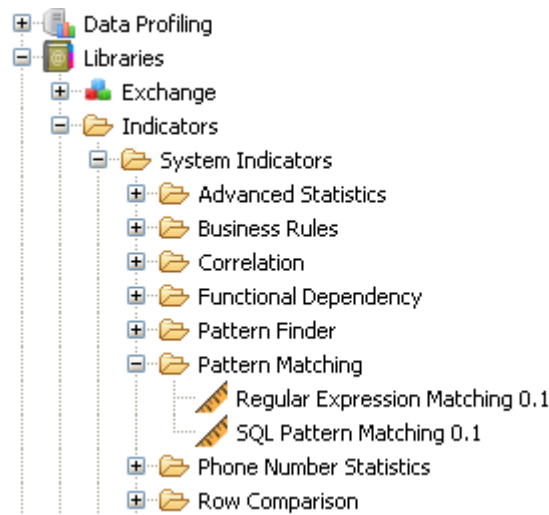 Data Profiling
Libraries
Exchange
Indicators
System Indicators
Advanced Statistics
Business Rules
Correlation
Functional Dependency
Pattern Finder
Pattern Matching
Regular Expression Matching 0.1
SQL Pattern Matching 0.1
Phone Number Statistics
Row Comparison